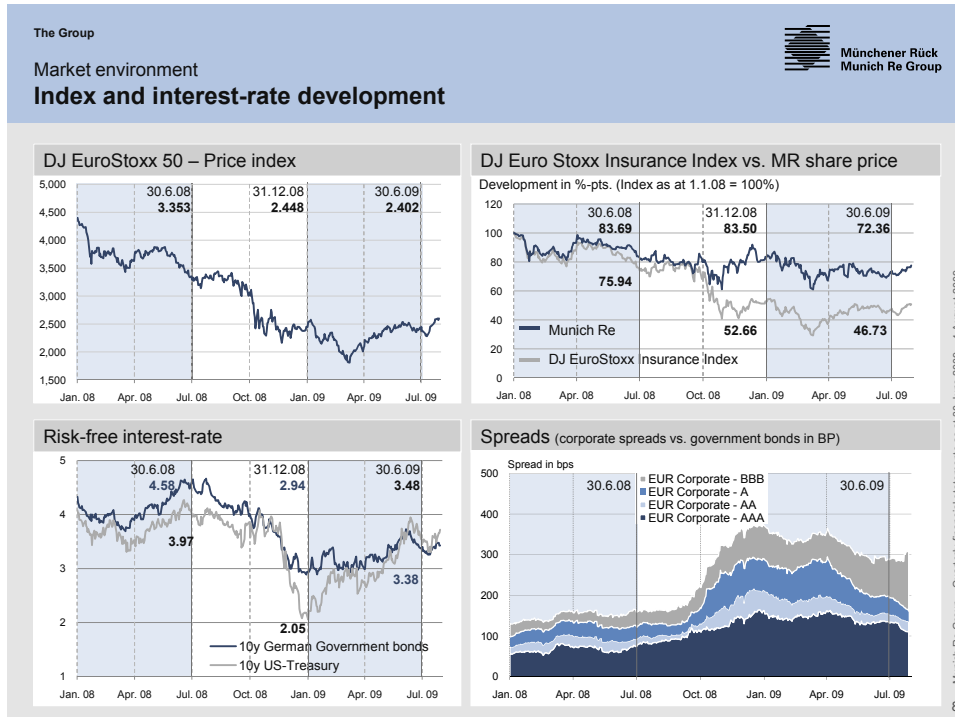 The Group
Münchener Rück
Munich Re Group
Market environment
Index and interest-rate development
DJ EuroStoxx 50 – Price index
5,000
4,500
4,000
3,500
3,000
2,500
2,000
1,500
30.6.08 31.12.08 30.6.09
3.353 2.448 2.402
Jan. 08 Apr. 08 Jul. 08 Oct. 08 Jan. 09 Apr. 09 Jul. 09
DJ Euro Stoxx Insurance Index vs. MR share price
Development in %-pts. (Index as at 1.1.08 = 100%)
120
100
80
60
40
20
0
30.6.08 31.12.08 30.6.09
83.69 83.50 72.36
75.94
52.66 46.73
Munich Re
DJ EuroStoxx Insurance Index
Jan. 08 Apr. 08 Jul. 08 Oct. 08 Jan. 09 Apr. 09 Jul. 09
Risk-free interest-rate
5
4
3
2
1
30.6.08 31.12.08 30.6.09
4.58 2.94 3.48
3.97
3.38
2.05
10y German Government bonds
10y US-Treasury
Jan. 08 Apr. 08 Jul. 08 Oct. 08 Jan. 09 Apr. 09 Jul. 09
Spreads (corporate spreads vs. government bonds in BP)
Spread in bps
500
400
300
200
100
0
30.6.08 30.6.09
EUR Corporate - BBB
EUR Corporate - A
EUR Corporate - AA
EUR Corporate - AAA
Jan. 08 Apr. 08 Jul. 08 Oct. 08 Jan. 09 Apr. 09 Jul. 09